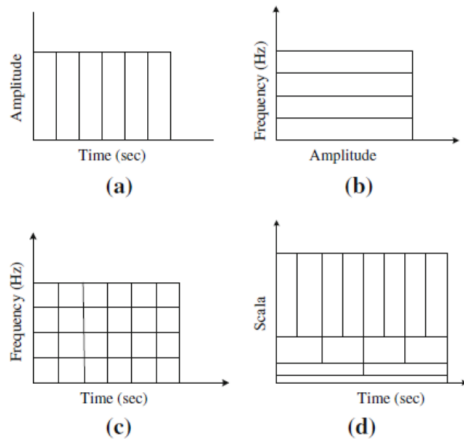 Amplitude
Time (sec)
(a)
Frequency (Hz)
Amplitude
(b)
Frequency (Hz)
Time (sec)
(c)
Scala
Time (sec)
(d)